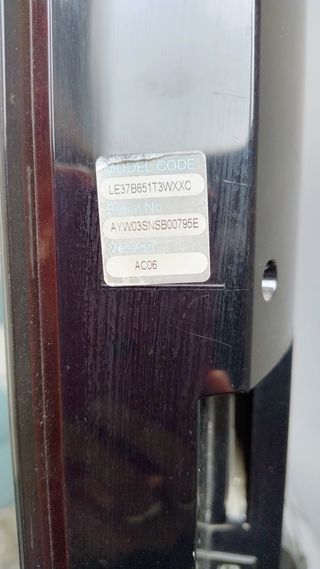 MODEL CODE
LE37B651T3WXXC
Serial No
AYW03SNSB00795E
Version
AC06